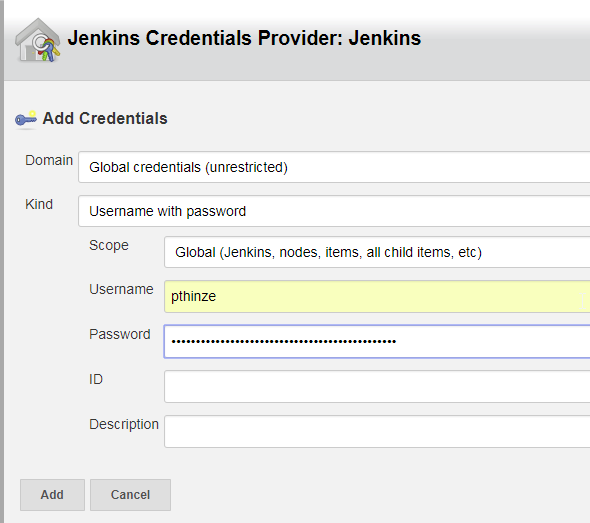 Jenkins Credentials Provider: Jenkins
Add Credentials
Domain
Global credentials (unrestricted)
Kind
Username with password
Scope
Global (Jenkins, nodes, items, all child items, etc)
Username
pthinze
Password
ID
Description
Add
Cancel